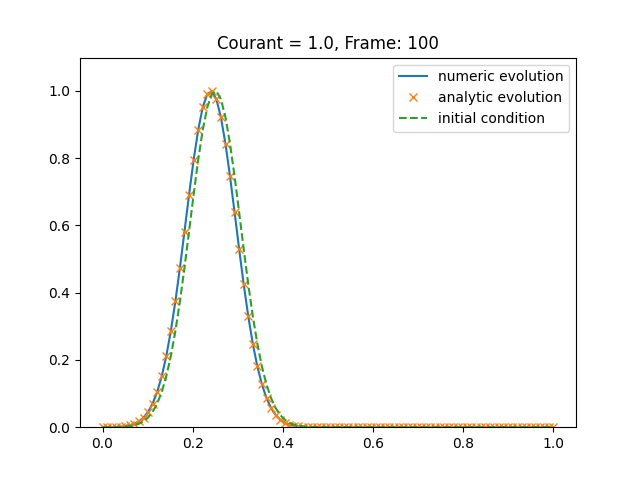 Courant = 1.0, Frame: 100
numeric evolution
analytic evolution
initial condition
1.0
0.8
0.6
0.4
0.2
0.0
0.0 0.2 0.4 0.6 0.8 1.0